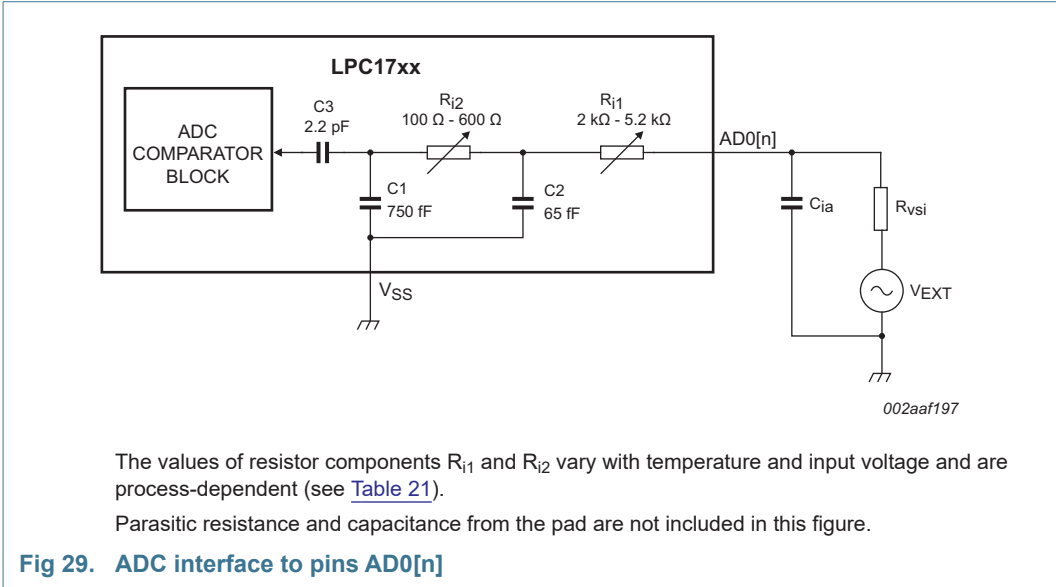 LPC17xx
ADC
COMPARATOR
BLOCK
C3
2.2 pF
Ri2
100 Ω - 600 Ω
Ri1
2 kΩ - 5.2 kΩ
AD0[n]
C1
750 fF
C2
65 fF
Cia
Rvsi
VSS
VEXT
002aaf197
The values of resistor components Ri1 and Ri2 vary with temperature and input voltage and are
process-dependent (see Table 21).
Parasitic resistance and capacitance from the pad are not included in this figure.
Fig 29. ADC interface to pins AD0[n]